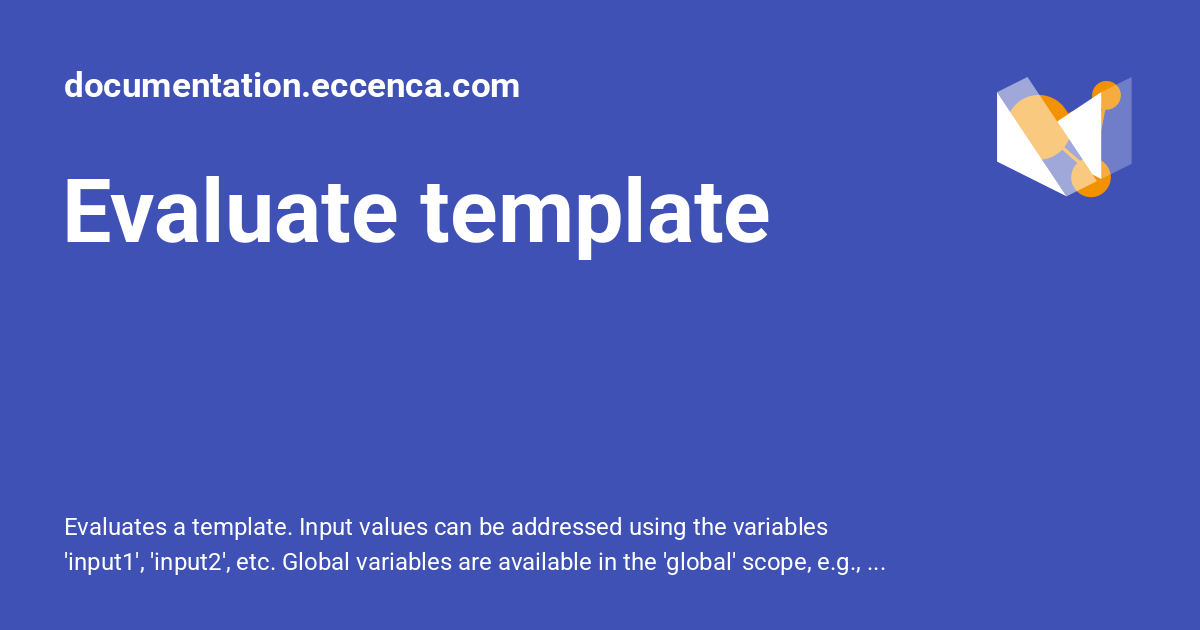 documentation.eccenca.com
Evaluate template
Evaluates a template. Input values can be addressed using the variables
'input1', 'input2', etc. Global variables are available in the 'global' scope, e.g., ...